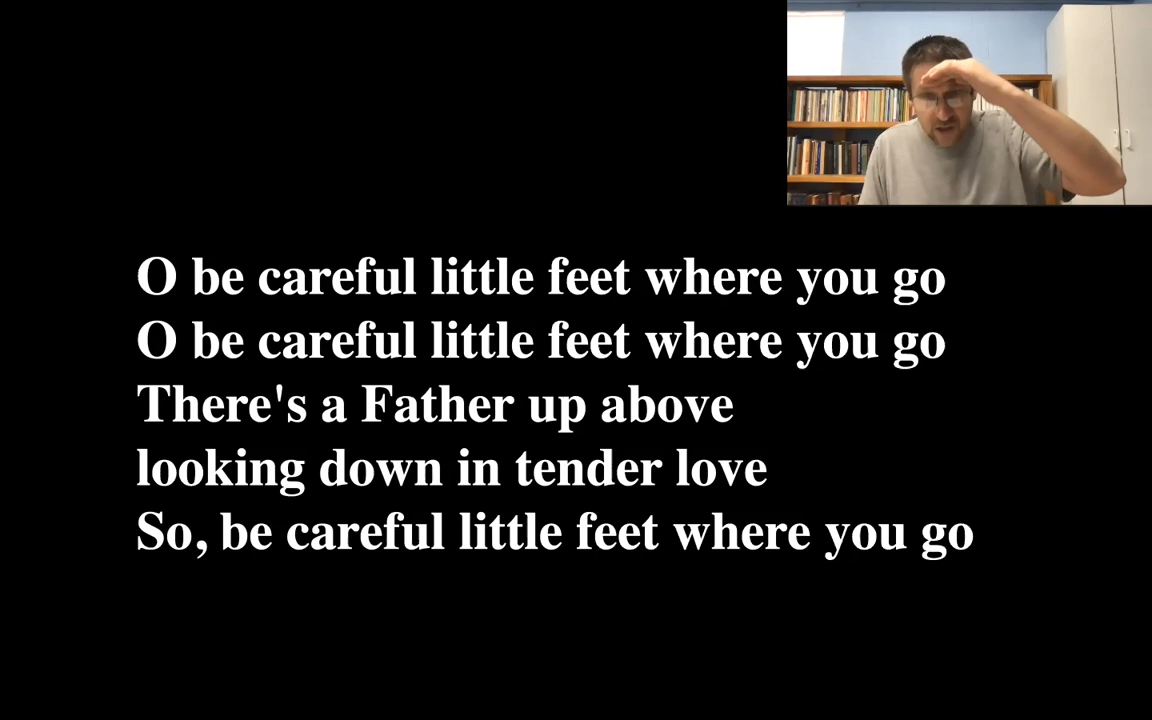 O be careful little feet where you go
O be careful little feet where you go
There's a Father up above
looking down in tender love
So, be careful little feet where you go